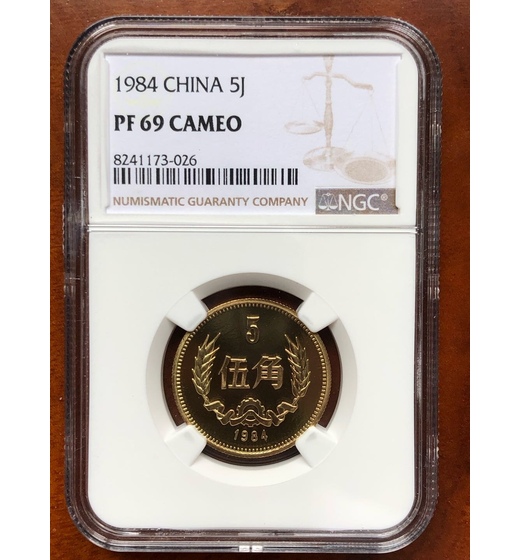 1984 CHINA 5J
PF 69 CAMEO
8241173-026
NUMISMATIC GUARANTY COMPANY
NGC®
5
伍角
1984